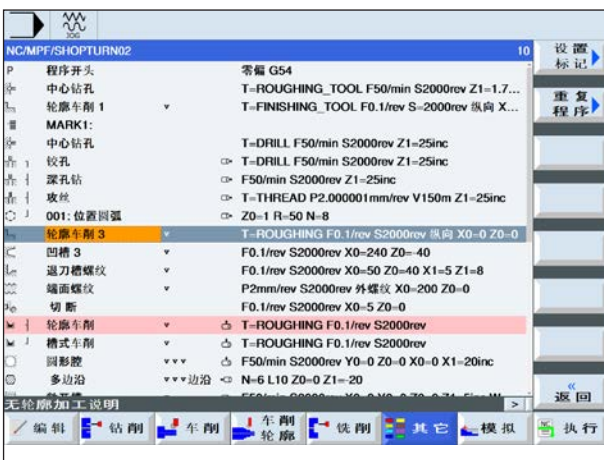 JOG
NC/MPF/SHOPTURN02 10
P 程序开头 零偏 G54
中心钻孔 T=ROUGHING_TOOL F50/min S2000rev Z1=1.7...
轮廓车削 1 ▿ T=FINISHING_TOOL F0.1/rev S=2000rev 纵向 X...
MARK1:
中心钻孔 T=DRILL F50/min S2000rev Z1=25inc
铰孔 T=DRILL F50/min S2000rev Z1=25inc
深孔钻 F50/min S2000rev Z1=25inc
攻丝 T=THREAD P2.000001mm/rev V150m Z1=25inc
001: 位置圆弧 Z0=1 R=50 N=8
轮廓车削 3 ▿ T=ROUGHING F0.1/rev S2000rev 纵向 X0=0 Z0=0
凹槽 3 F0.1/rev S2000rev X0=240 Z0=-40
退刀槽螺纹 F0.1/rev S2000rev X0=50 Z0=40 X1=5 Z1=8
端面螺纹 P2mm/rev S2000rev 外螺纹 X0=200 Z0=0
切断 F0.1/rev S2000rev X0=5 Z0=0
轮廓车削 ▿ T=ROUGHING F0.1/rev S2000rev
槽式车削 ▿ T=ROUGHING F0.1/rev S2000rev
圆形腔 ▿▿▿ F50/min S2000rev Y0=0 Z0=0 X0=0 X1=20inc
多边沿 ▿▿▿边沿 N=6 L10 Z0=0 Z1=-20
无轮廓加工说明 >
设置
标记
重复
程序
返回
编辑
钻削
车削
车削
轮廓
铣削
其它
模拟
执行